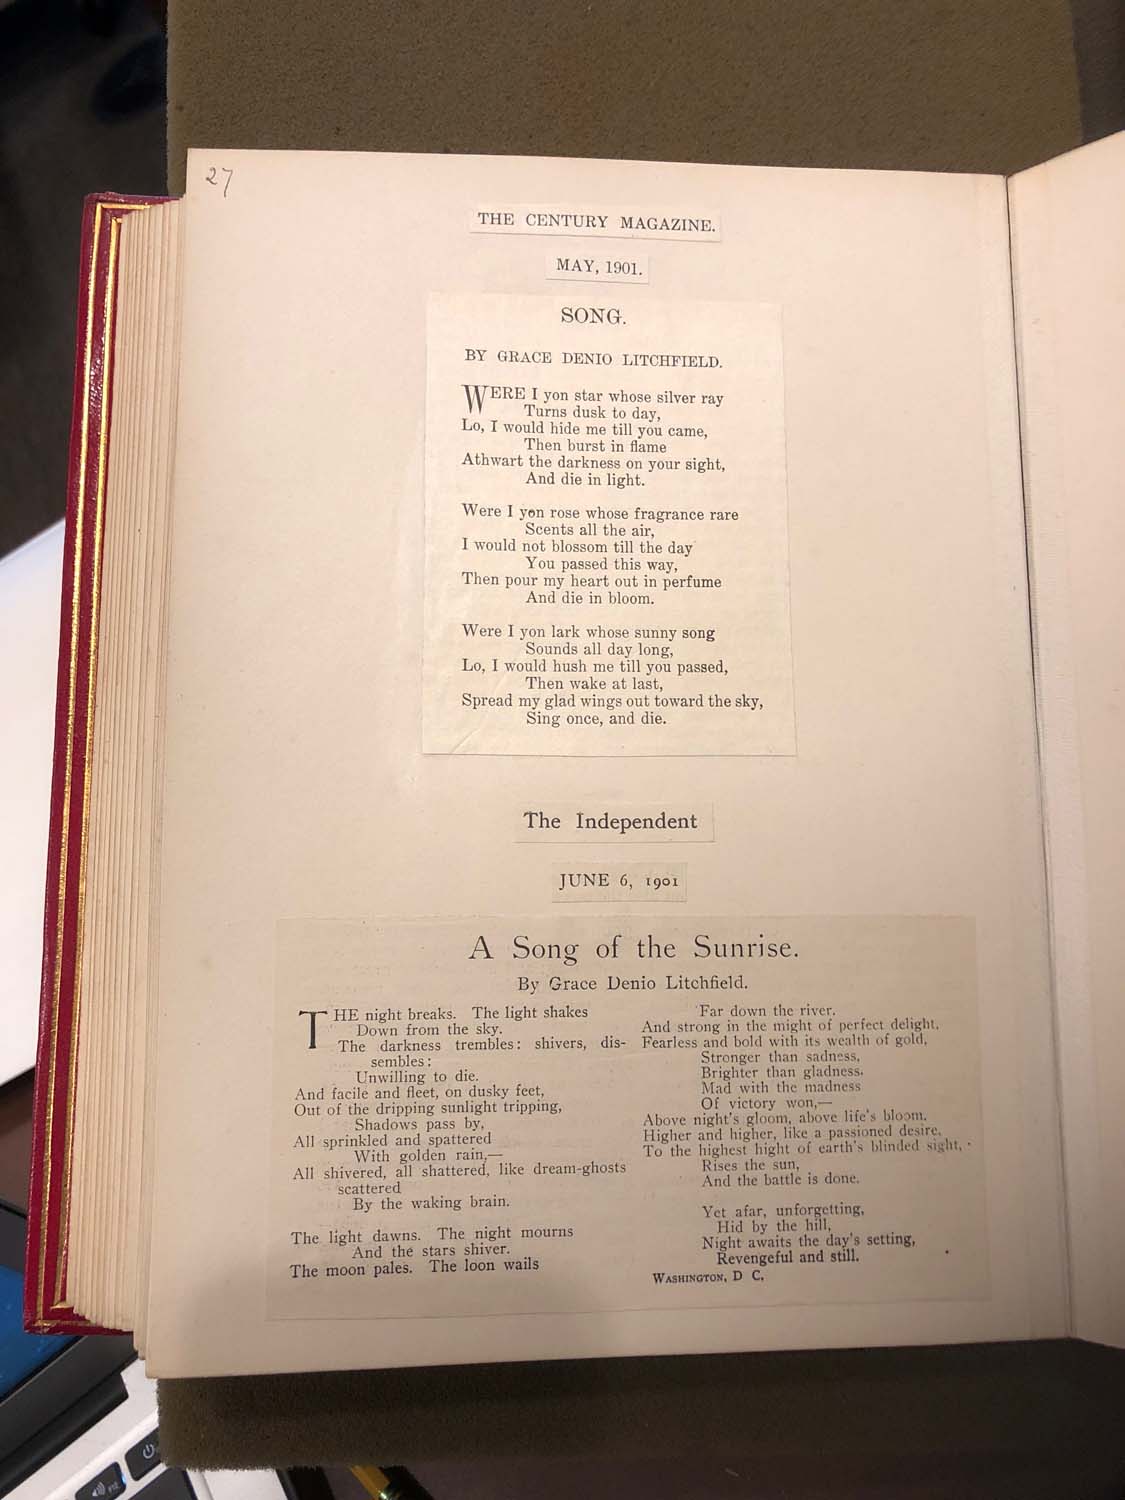 27
THE CENTURY MAGAZINE.
MAY, 1901.
SONG.
BY GRACE DENIO LITCHFIELD.
WERE I yon star whose silver ray
Turns dusk to day,
Lo, I would hide me till you came,
Then burst in flame
Athwart the darkness on your sight,
And die in light.
Were I yon rose whose fragrance rare
Scents all the air,
I would not blossom till the day
You passed this way,
Then pour my heart out in perfume
And die in bloom.
Were I yon lark whose sunny song
Sounds all day long,
Lo, I would hush me till you passed,
Then wake at last,
Spread my glad wings out toward the sky,
Sing once, and die.
The Independent
JUNE 6, 1901
A Song of the Sunrise.
By Grace Denio Litchfield.
THE night breaks. The light shakes
Down from the sky.
The darkness trembles: shivers, dis-
sembles:
Unwilling to die.
And facile and fleet, on dusky feet,
Out of the dripping sunlight tripping,
Shadows pass by,
All sprinkled and spattered
With golden rain,—
All shivered, all shattered, like dream-ghosts
scattered
By the waking brain.
The light dawns. The night mourns
And the stars shiver.
The moon pales. The loon wails
Far down the river.
And strong in the might of perfect delight,
Fearless and bold with its wealth of gold,
Stronger than sadness,
Brighter than gladness,
Mad with the madness
Of victory won,—
Above night's gloom, above life's bloom,
Higher and higher, like a passioned desire,
To the highest hight of earth's blinded sight,
Rises the sun,
And the battle is done.
Yet afar, unforgetting,
Hid by the hill,
Night awaits the day's setting,
Revengeful and still.
WASHINGTON, D C.